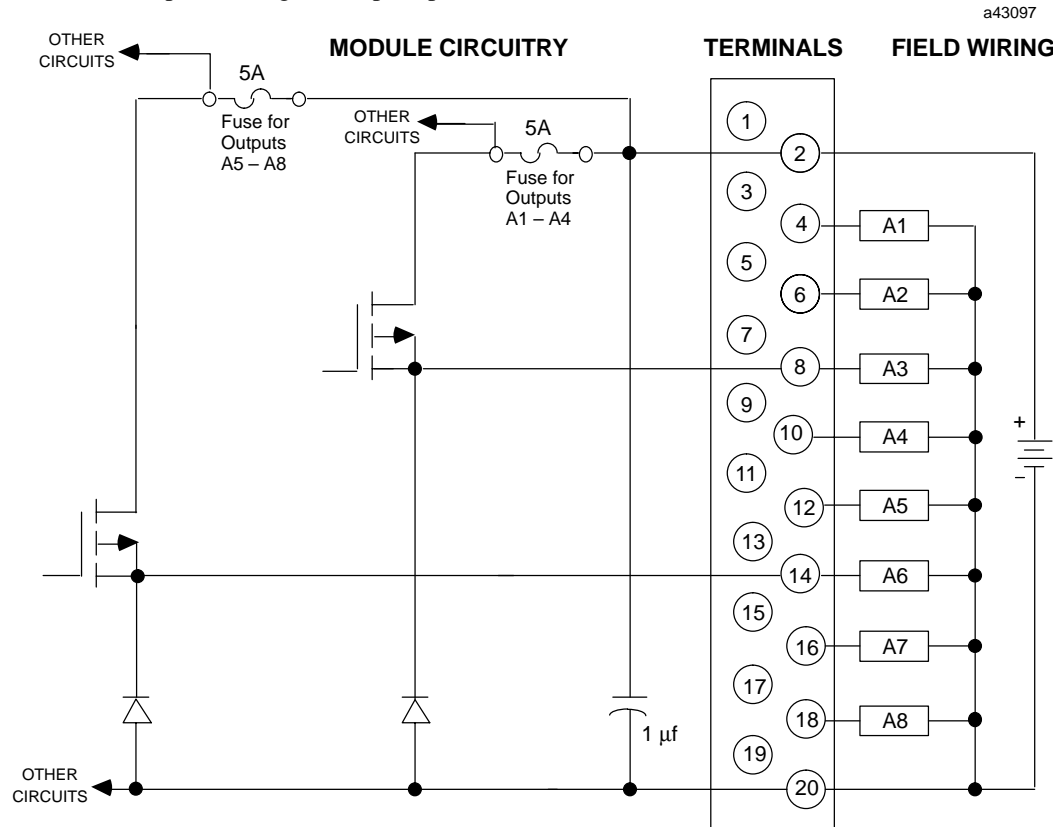 a43097
OTHER
CIRCUITS
MODULE CIRCUITRY
TERMINALS
FIELD WIRING
5A
Fuse for
Outputs
A5 – A8
OTHER
CIRCUITS
5A
Fuse for
Outputs
A1 – A4
1
2
3
4
A1
5
6
A2
7
8
A3
9
10
A4
+
–
11
12
A5
13
14
A6
15
16
A7
17
18
A8
1 µf
19
20
OTHER
CIRCUITS